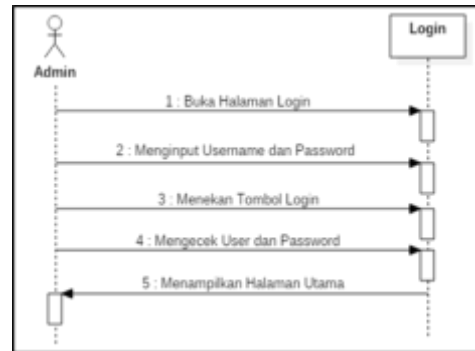 Login
Admin
1 : Buka Halaman Login
2 : Menginput Username dan Password
3 : Menekan Tombol Login
4 : Mengecek User dan Password
5 : Menampilkan Halaman Utama